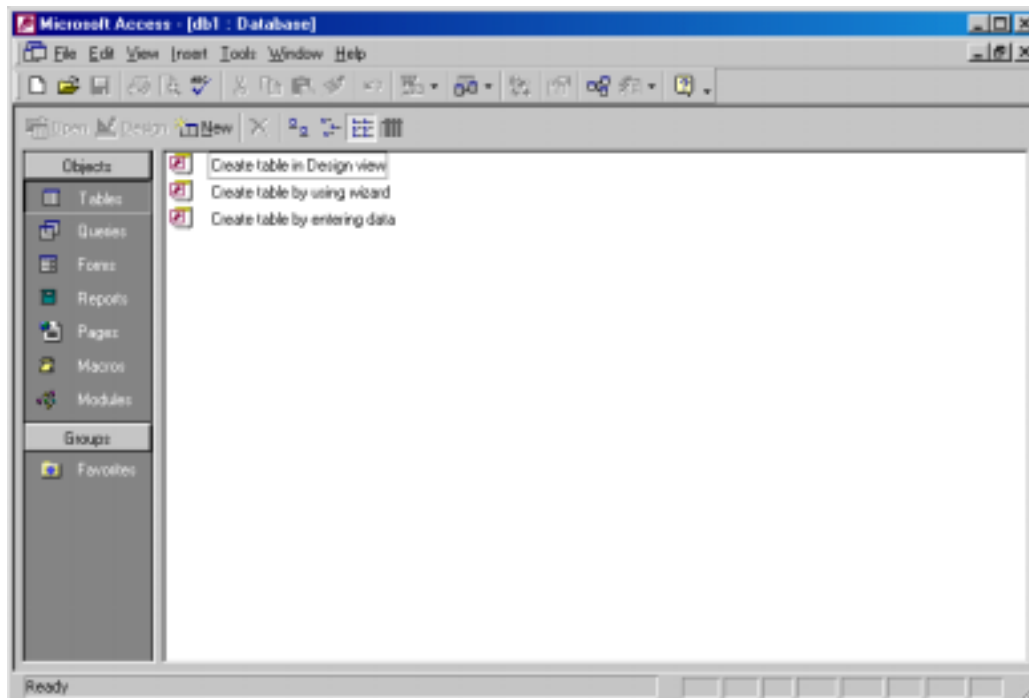 Microsoft Access - [db1 : Database]
File Edit View Insert Tools Window Help
Open Design New
Objects
Tables
Queries
Forms
Reports
Pages
Macros
Modules
Groups
Favorites
Create table in Design view
Create table by using wizard
Create table by entering data
Ready